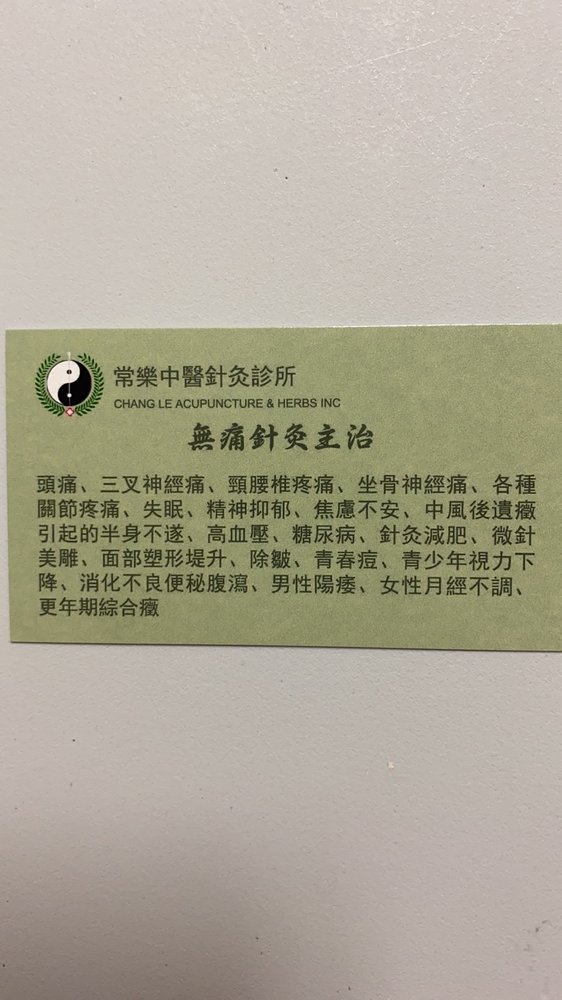 常樂中醫針灸診所
CHANG LE ACUPUNCTURE & HERBS INC
無痛針灸主治
頭痛、三叉神經痛、頸腰椎疼痛、坐骨神經痛、各種
關節疼痛、失眠、精神抑郁、焦慮不安、中風後遺癥
引起的半身不遂、高血壓、糖尿病、針灸減肥、微針
美雕、面部塑形堤升、除皺、青春痘、青少年視力下
降、消化不良便秘腹瀉、男性陽痿、女性月經不調、
更年期綜合癥